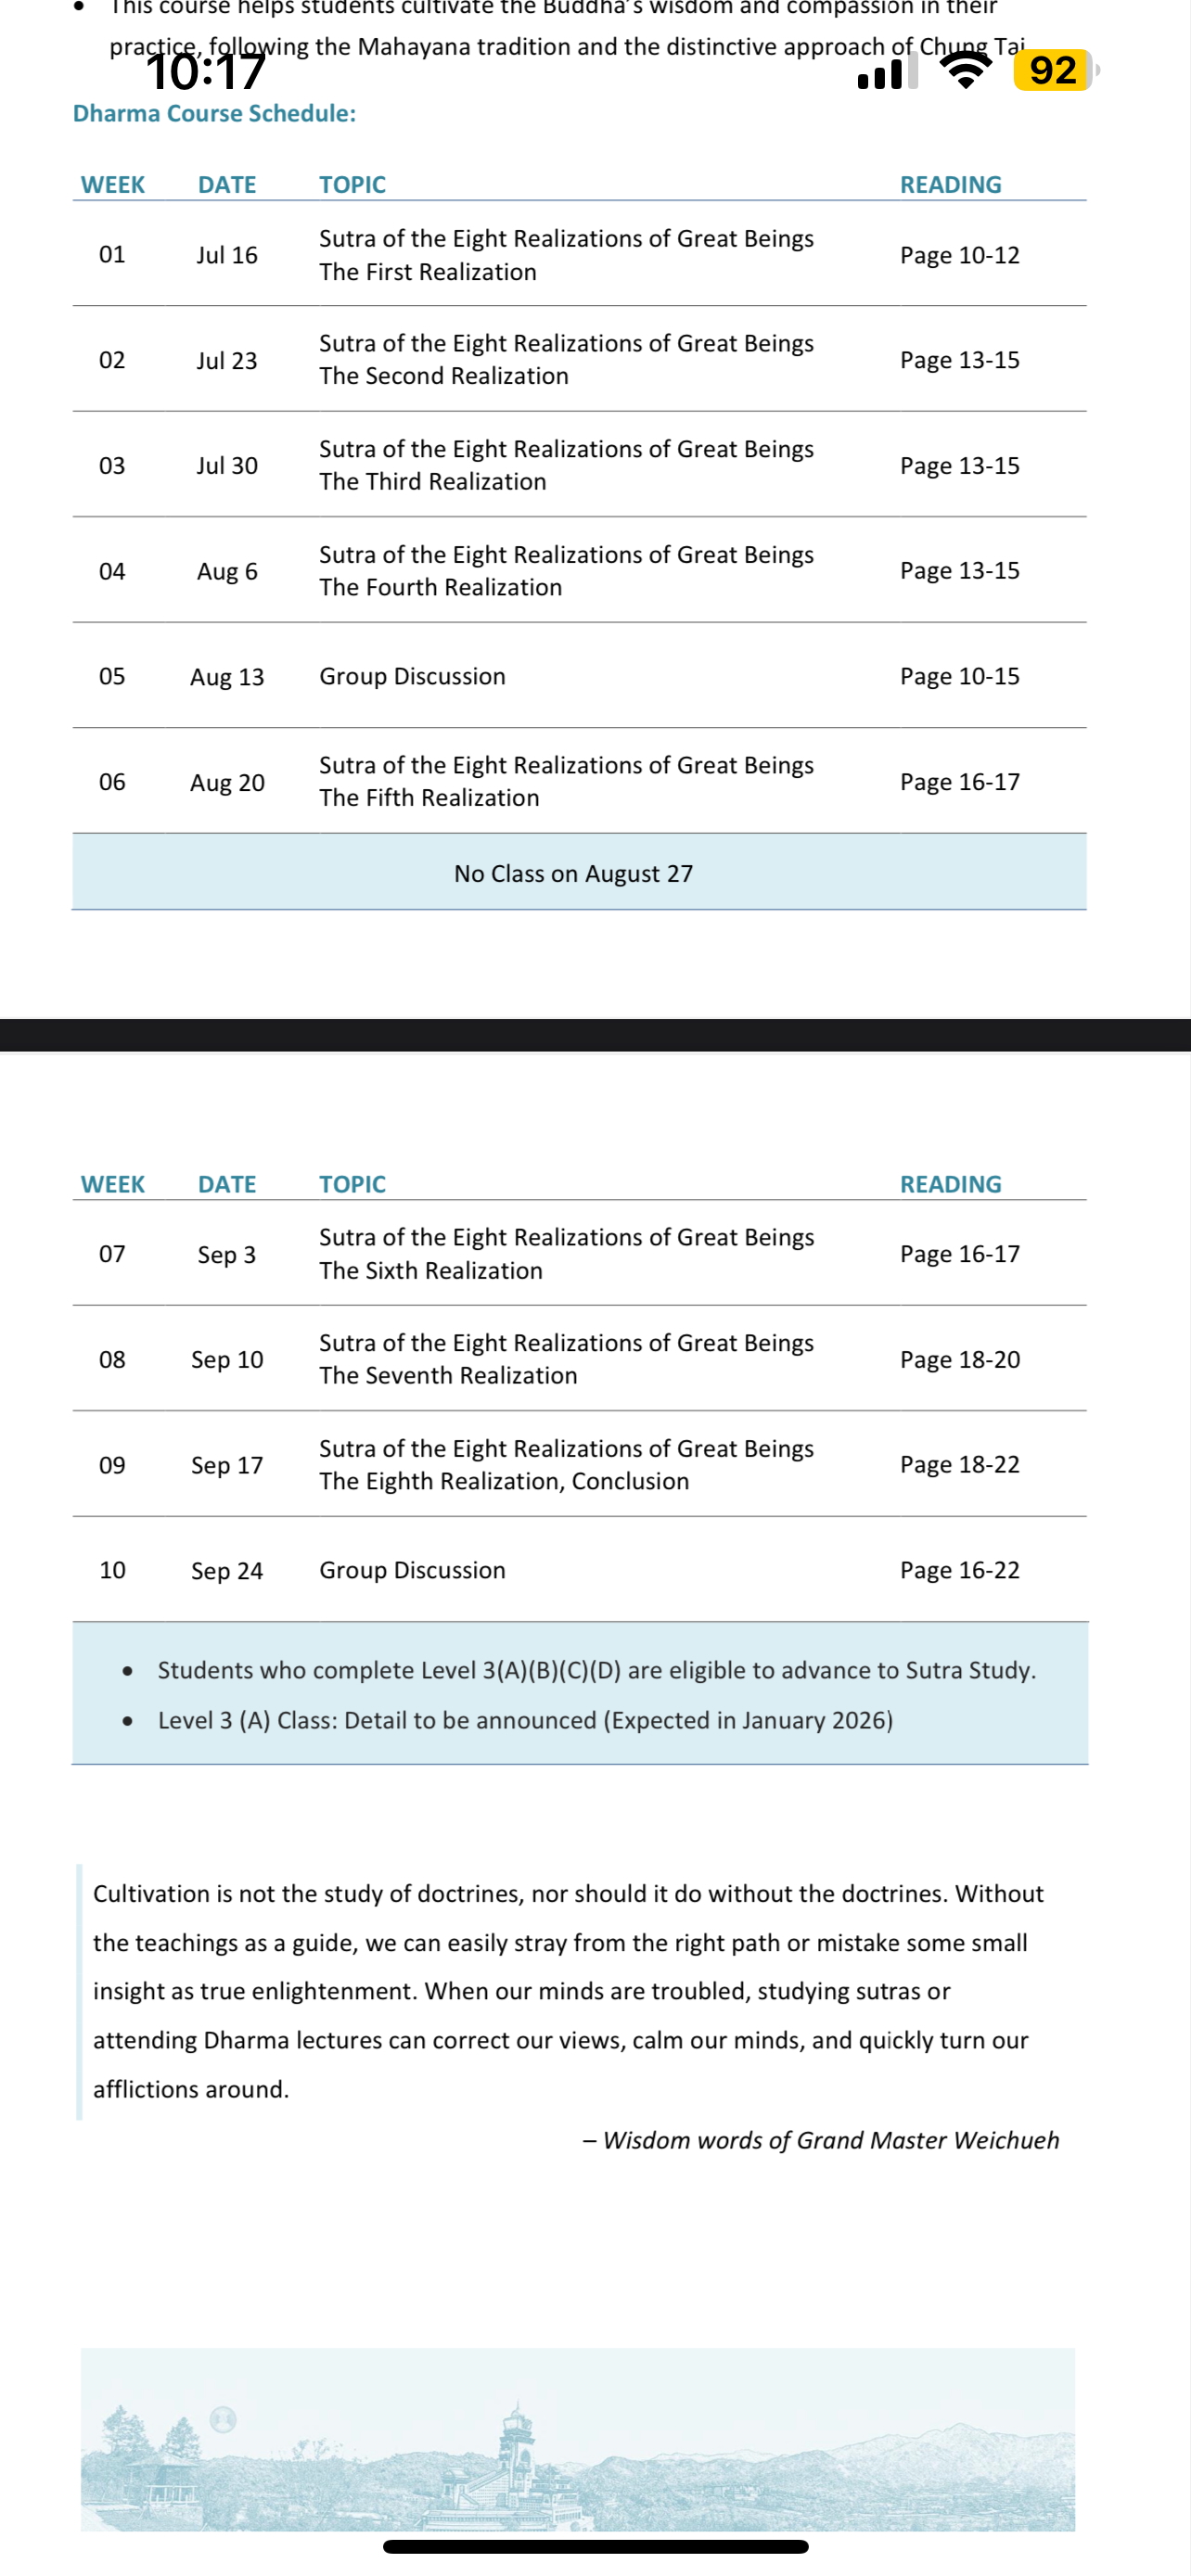 • This course helps students cultivate the Buddha's wisdom and compassion in their
practice, following the Mahayana tradition and the distinctive approach of Chung Tai
10:17
92
Dharma Course Schedule:
WEEK DATE TOPIC READING
01 Jul 16 Sutra of the Eight Realizations of Great Beings Page 10-12
The First Realization
02 Jul 23 Sutra of the Eight Realizations of Great Beings Page 13-15
The Second Realization
03 Jul 30 Sutra of the Eight Realizations of Great Beings Page 13-15
The Third Realization
04 Aug 6 Sutra of the Eight Realizations of Great Beings Page 13-15
The Fourth Realization
05 Aug 13 Group Discussion Page 10-15
06 Aug 20 Sutra of the Eight Realizations of Great Beings Page 16-17
The Fifth Realization
No Class on August 27
WEEK DATE TOPIC READING
07 Sep 3 Sutra of the Eight Realizations of Great Beings Page 16-17
The Sixth Realization
08 Sep 10 Sutra of the Eight Realizations of Great Beings Page 18-20
The Seventh Realization
09 Sep 17 Sutra of the Eight Realizations of Great Beings Page 18-22
The Eighth Realization, Conclusion
10 Sep 24 Group Discussion Page 16-22
• Students who complete Level 3(A)(B)(C)(D) are eligible to advance to Sutra Study.
• Level 3 (A) Class: Detail to be announced (Expected in January 2026)
Cultivation is not the study of doctrines, nor should it do without the doctrines. Without
the teachings as a guide, we can easily stray from the right path or mistake some small
insight as true enlightenment. When our minds are troubled, studying sutras or
attending Dharma lectures can correct our views, calm our minds, and quickly turn our
afflictions around.
– Wisdom words of Grand Master Weichueh